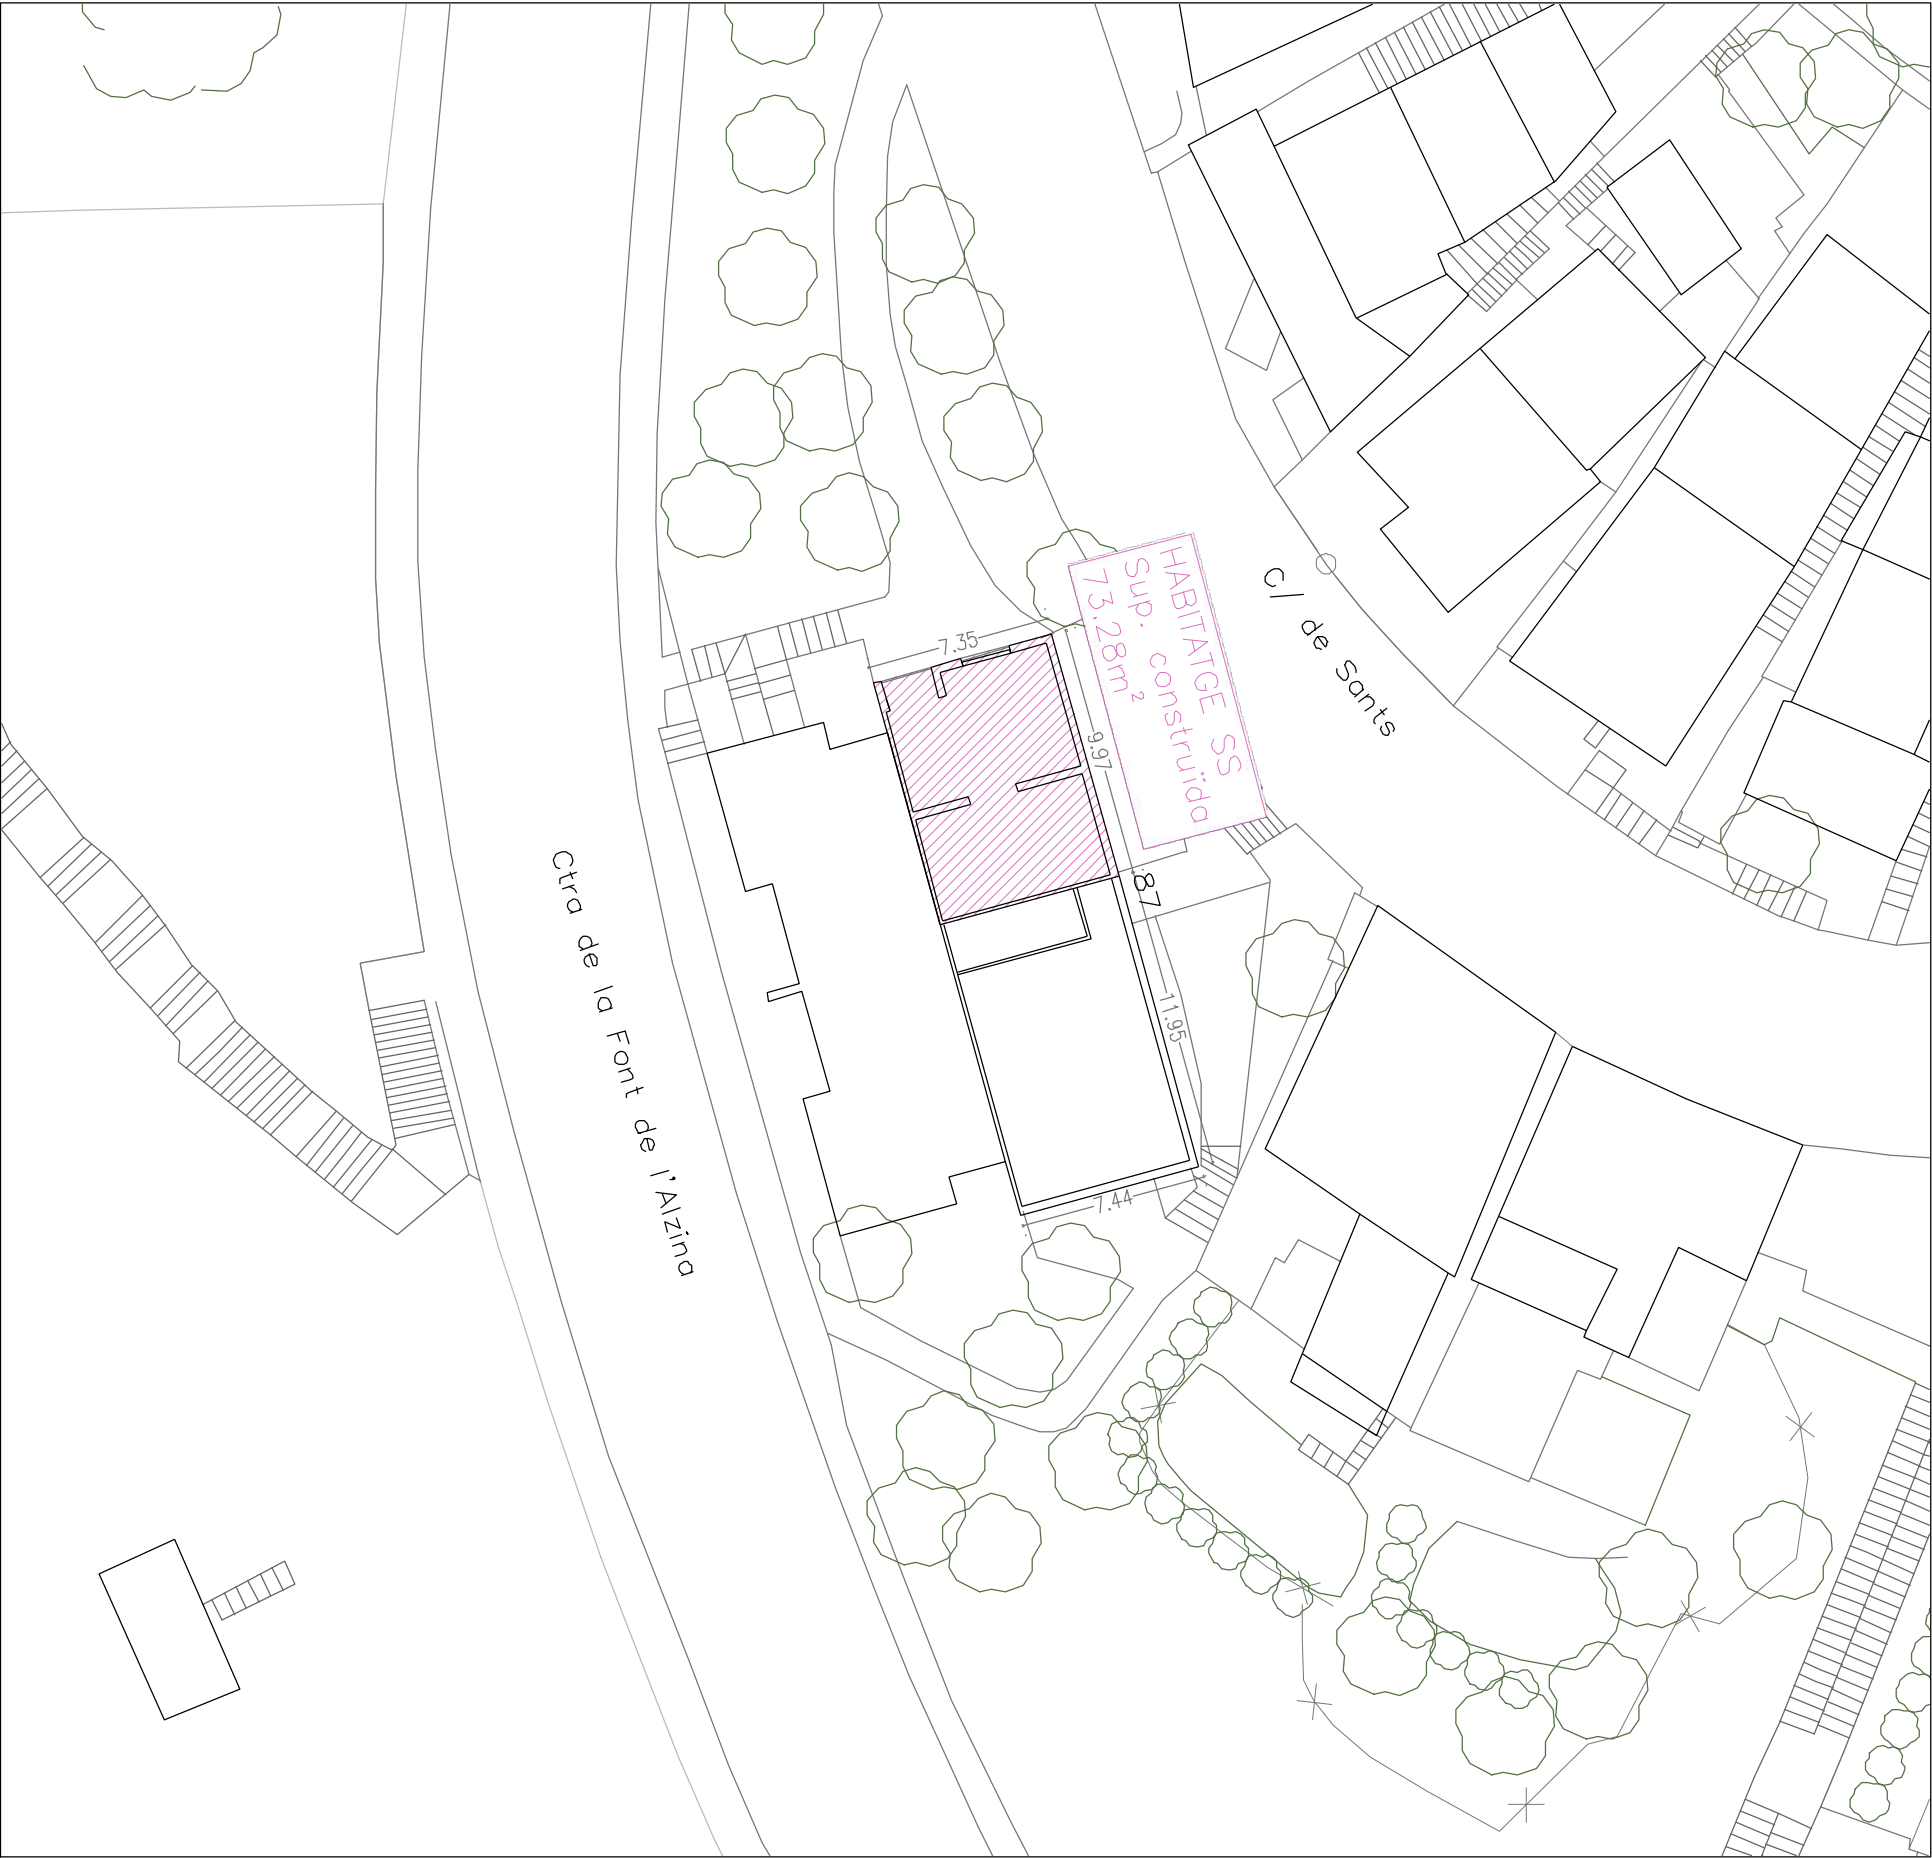 7.35
HABITATGE SS
Sup. construïda
73.28m²
9.97
C/ de Sants
87
11.95
7.44
Ctra de la Font de l'Alzina